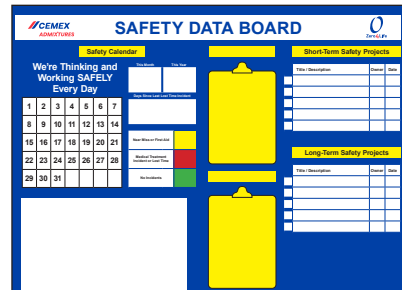 CEMEX
ADMIXTURES
SAFETY DATA BOARD
Zero4Life
Safety Calendar
We're Thinking and
Working SAFELY
Every Day
1 2 3 4 5 6 7
8 9 10 11 12 13 14
15 16 17 18 19 20 21
22 23 24 25 26 27 28
29 30 31
This Month This Year
Days Since Last Lost Time Incident
Near Miss or First Aid
Medical Treatment
Incident or Lost Time
No Incidents
Short-Term Safety Projects
Title / Description Owner Date
Long-Term Safety Projects
Title / Description Owner Date